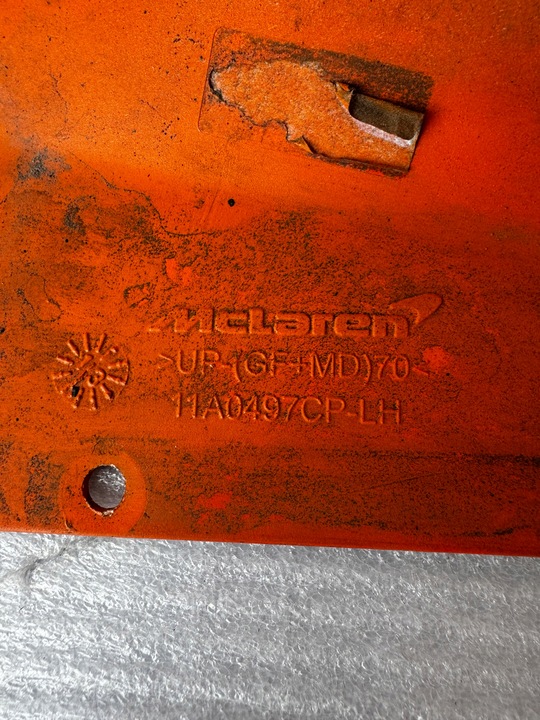 McLaren
>UP-(GF+MD)70<
11A0497CP-LH